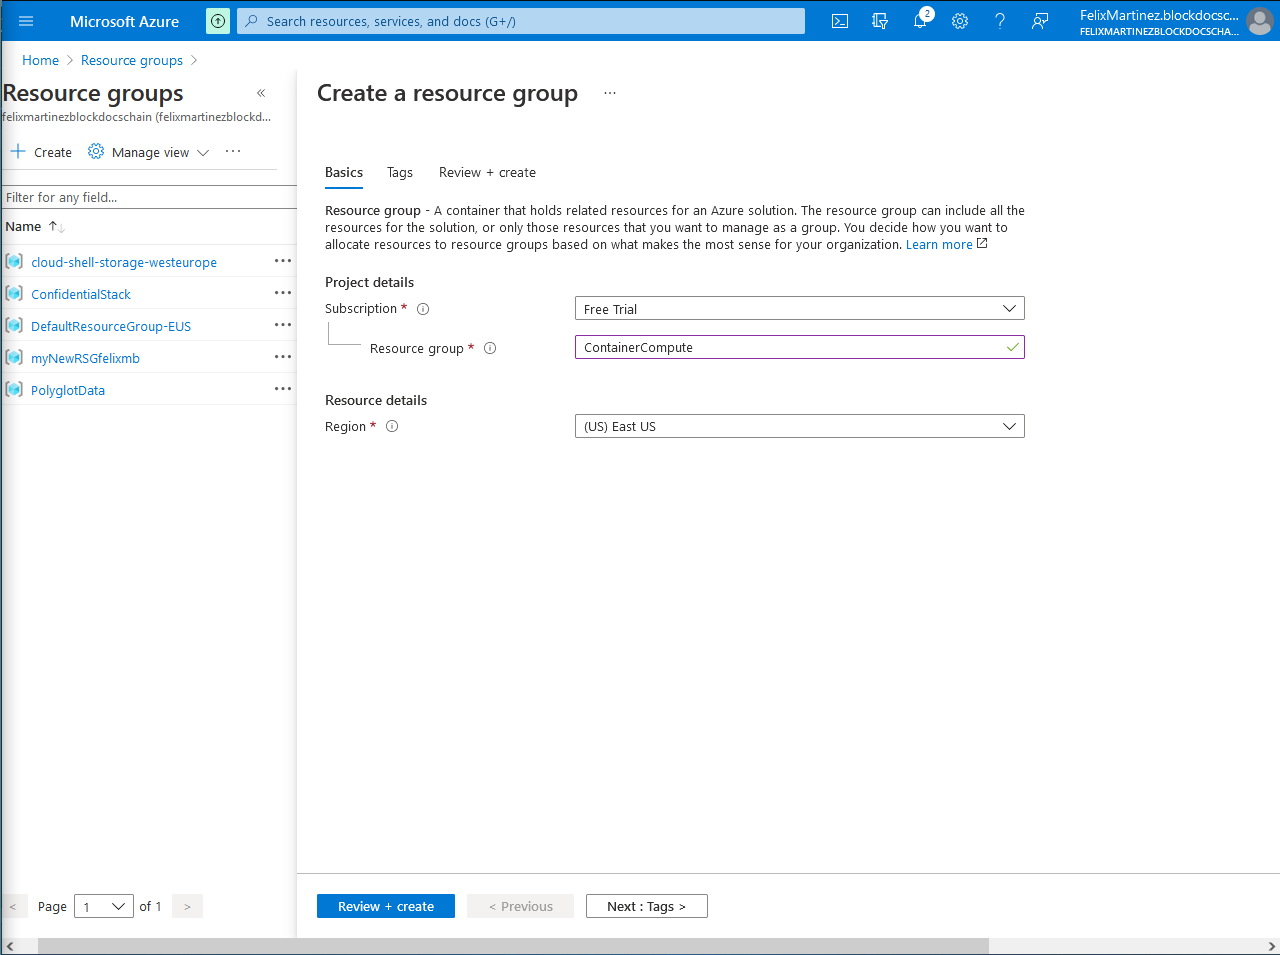 Microsoft Azure
Search resources, services, and docs (G+/)
2
FelixMartinez.blockdocsc...
FELIXMARTINEZBLOCKDOCSCHA...
Home > Resource groups >
Resource groups «
felixmartinezblockdocschain (felixmartinezblockd...
+ Create Manage view ...
Filter for any field...
Name ↑↓
cloud-shell-storage-westeurope ...
ConfidentialStack ...
DefaultResourceGroup-EUS ...
myNewRSGfelixmb ...
PolyglotData ...
< Page 1 of 1 >
Create a resource group ...
Basics Tags Review + create
Resource group - A container that holds related resources for an Azure solution. The resource group can include all the
resources for the solution, or only those resources that you want to manage as a group. You decide how you want to
allocate resources to resource groups based on what makes the most sense for your organization. Learn more
Project details
Subscription * Free Trial
Resource group * ContainerCompute
Resource details
Region * (US) East US
Review + create < Previous Next : Tags >